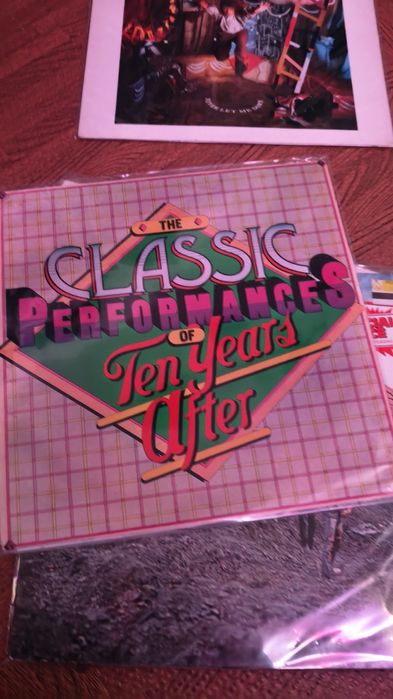 THE
CLASSIC
PERFORMANCES
OF
Ten Years
After